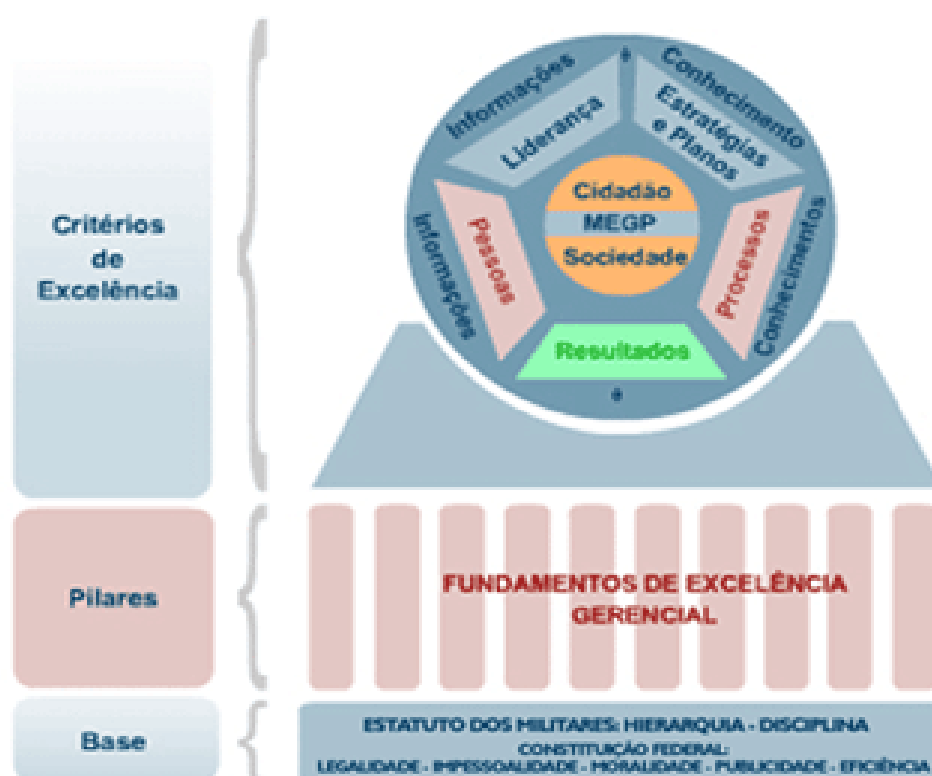 Critérios
de
Excelência
Informações
é
Conhecimento
Liderança
Estratégias
e Planos
Cidadão
MEGP
Sociedade
Pessoas
Informações
Processos
Conhecimentos
Resultados
é
Pilares
FUNDAMENTOS DE EXCELÊNCIA
GERENCIAL
Base
ESTATUTO DOS MILITARES: HIERARQUIA - DISCIPLINA
CONSTITUIÇÃO FEDERAL:
LEGALIDADE - IMPESSOALIDADE - MORALIDADE - PUBLICIDADE - EFICIÊNCIA